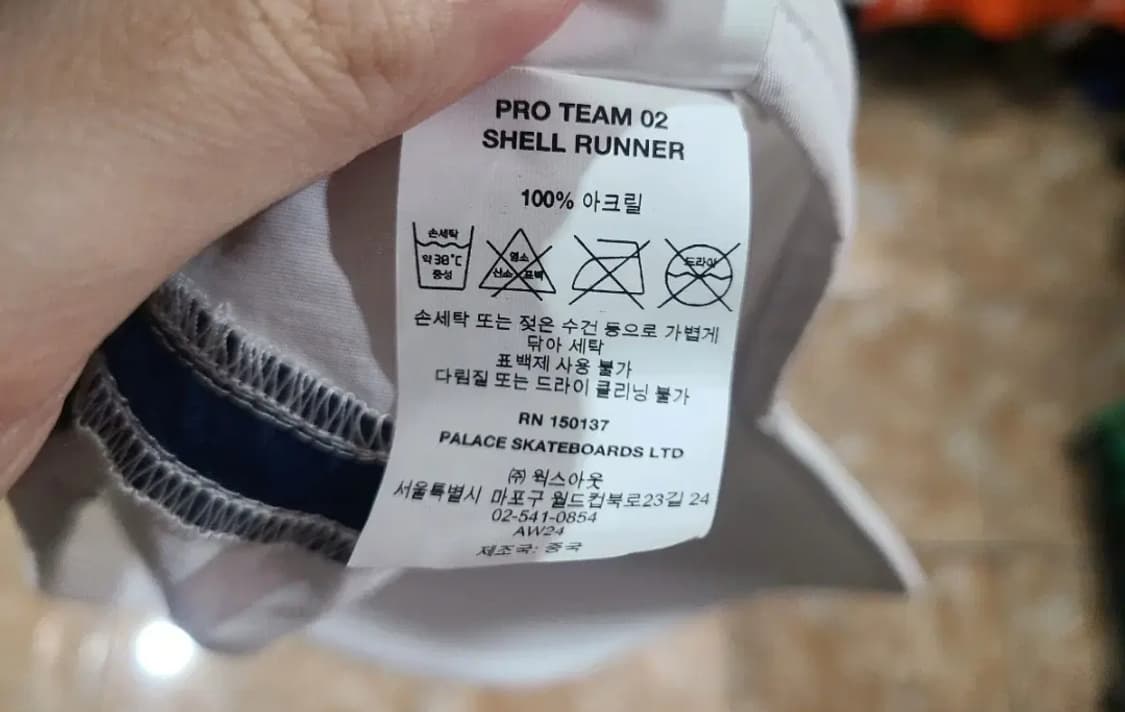 PRO TEAM 02
SHELL RUNNER
100% 아크릴
손세탁
약30°C
중성
염소
산소 표백
드라이
손세탁 또는 젖은 수건 등으로 가볍게
닦아 세탁
표백제 사용 불가
다림질 또는 드라이 클리닝 불가
RN 150137
PALACE SKATEBOARDS LTD
㈜ 웍스아웃
서울특별시 마포구 월드컵북로23길 24
02-541-0854
AW24
제조국: 중국